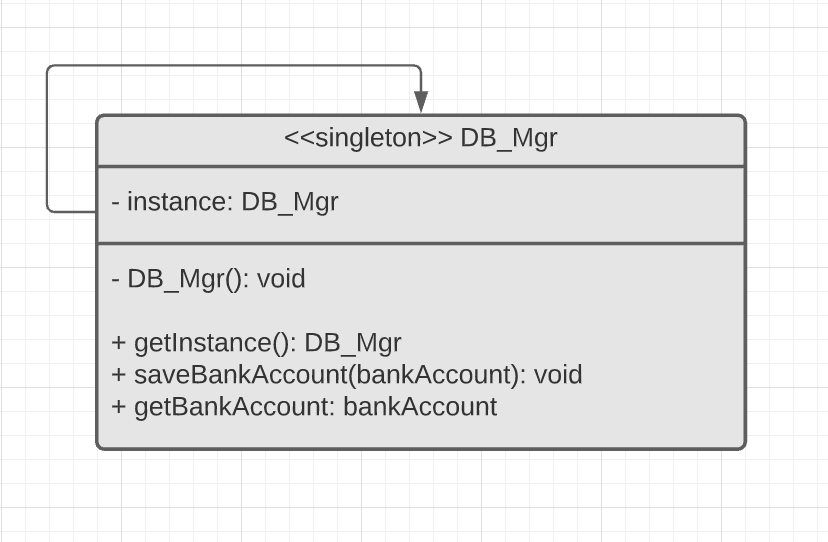 <<singleton>> DB_Mgr
- instance: DB_Mgr
- DB_Mgr(): void
+ getInstance(): DB_Mgr
+ saveBankAccount(bankAccount): void
+ getBankAccount: bankAccount